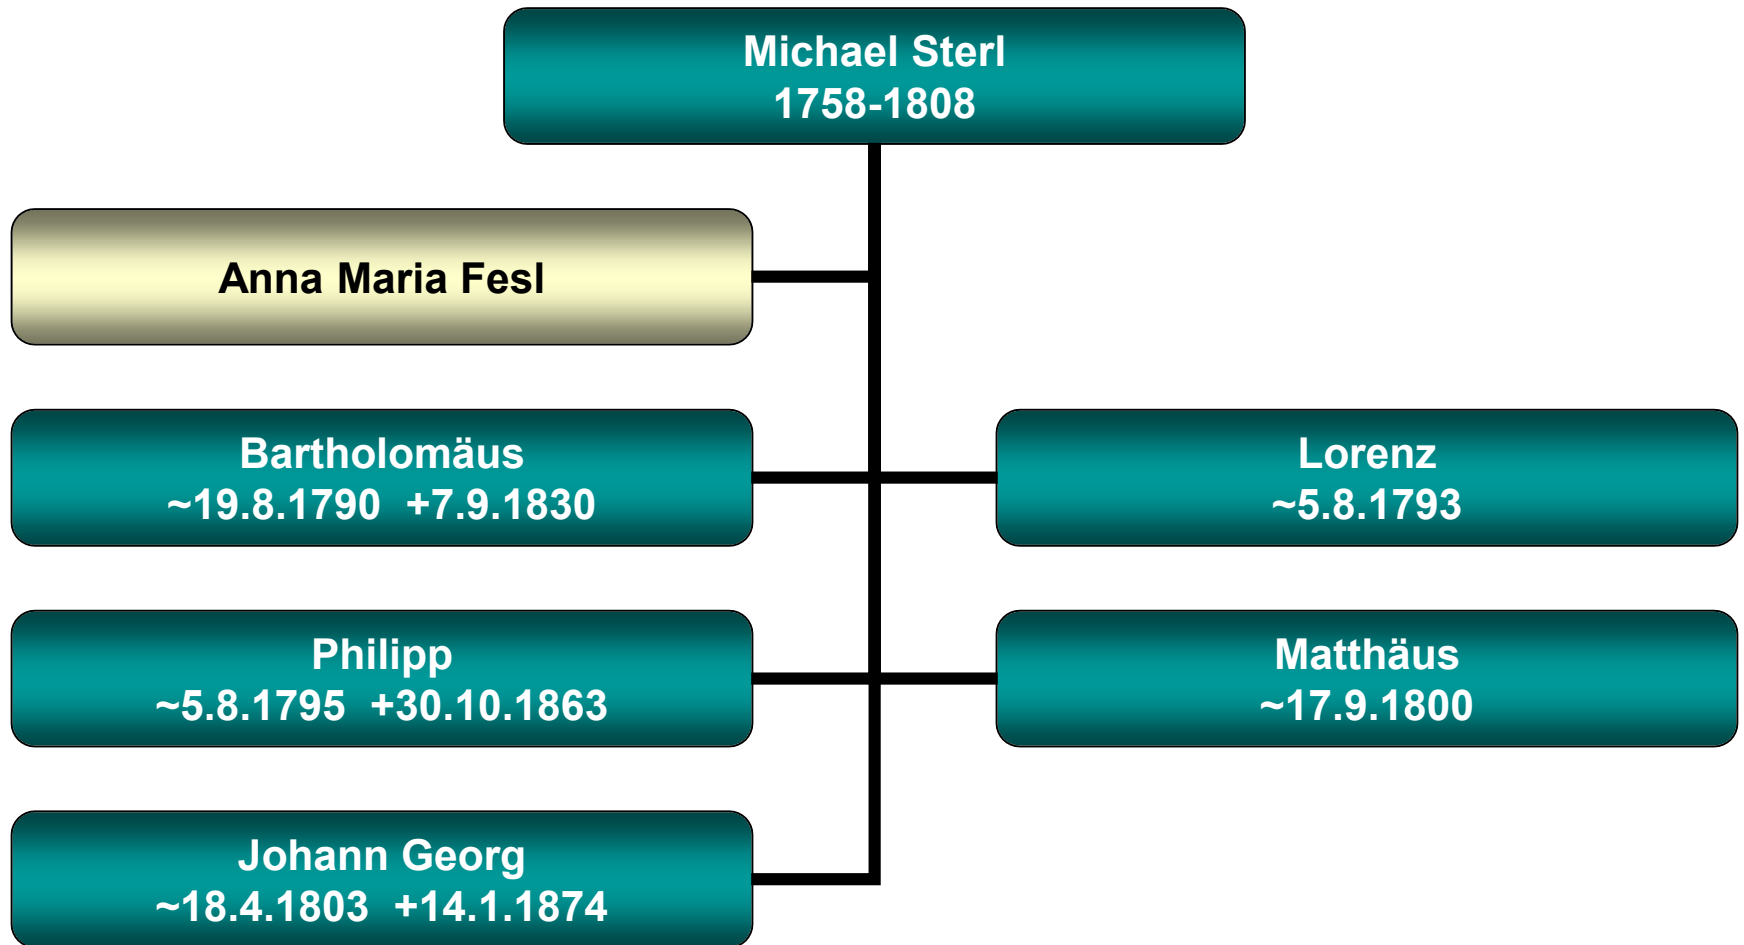 Michael Sterl
1758-1808
Anna Maria Fesl
Bartholomäus
~19.8.1790  +7.9.1830
Lorenz
~5.8.1793
Philipp
~5.8.1795  +30.10.1863
Matthäus
~17.9.1800
Johann Georg
~18.4.1803  +14.1.1874